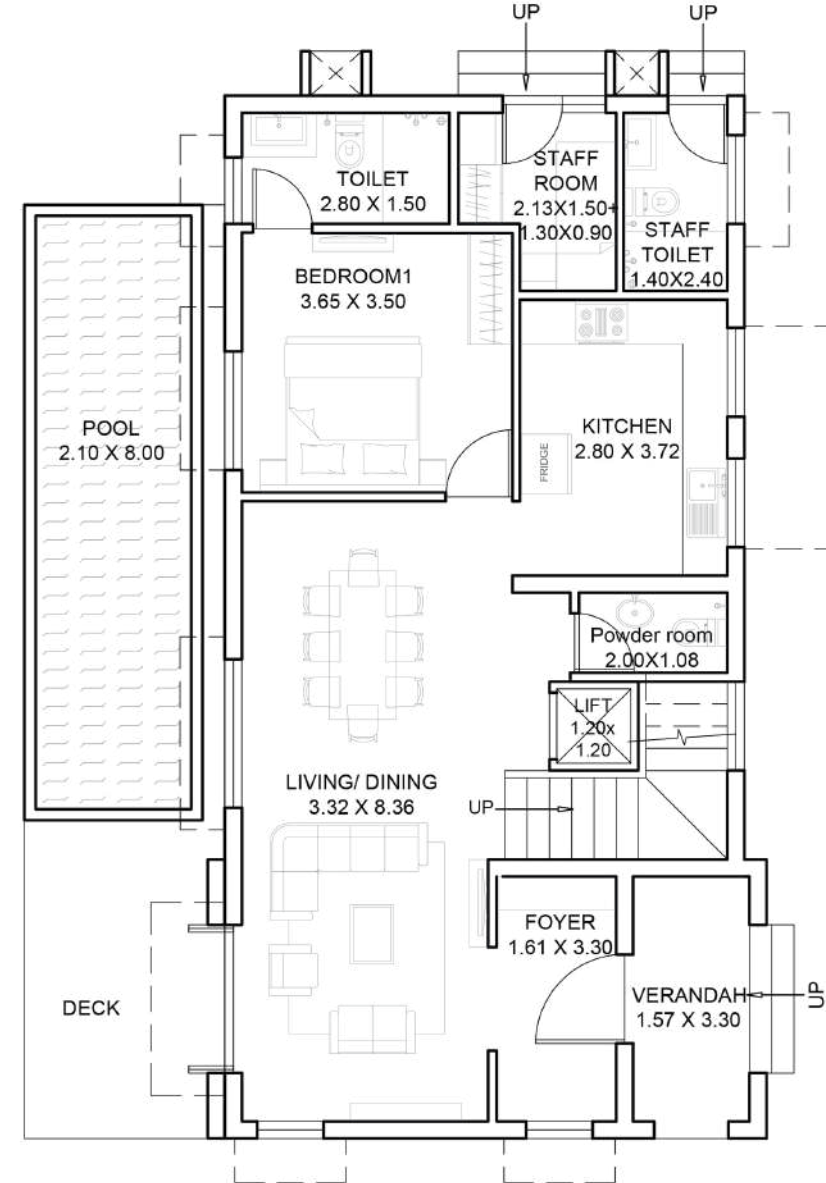 UP
UP
TOILET
2.80 X 1.50
STAFF
ROOM
2.13X1.50+
1.30X0.90
STAFF
TOILET
1.40X2.40
BEDROOM1
3.65 X 3.50
POOL
2.10 X 8.00
KITCHEN
2.80 X 3.72
FRIDGE
Powder room
2.00X1.08
LIFT
1.20x
1.20
LIVING/ DINING
3.32 X 8.36
UP
FOYER
1.61 X 3.30
VERANDAH
1.57 X 3.30
UP
DECK